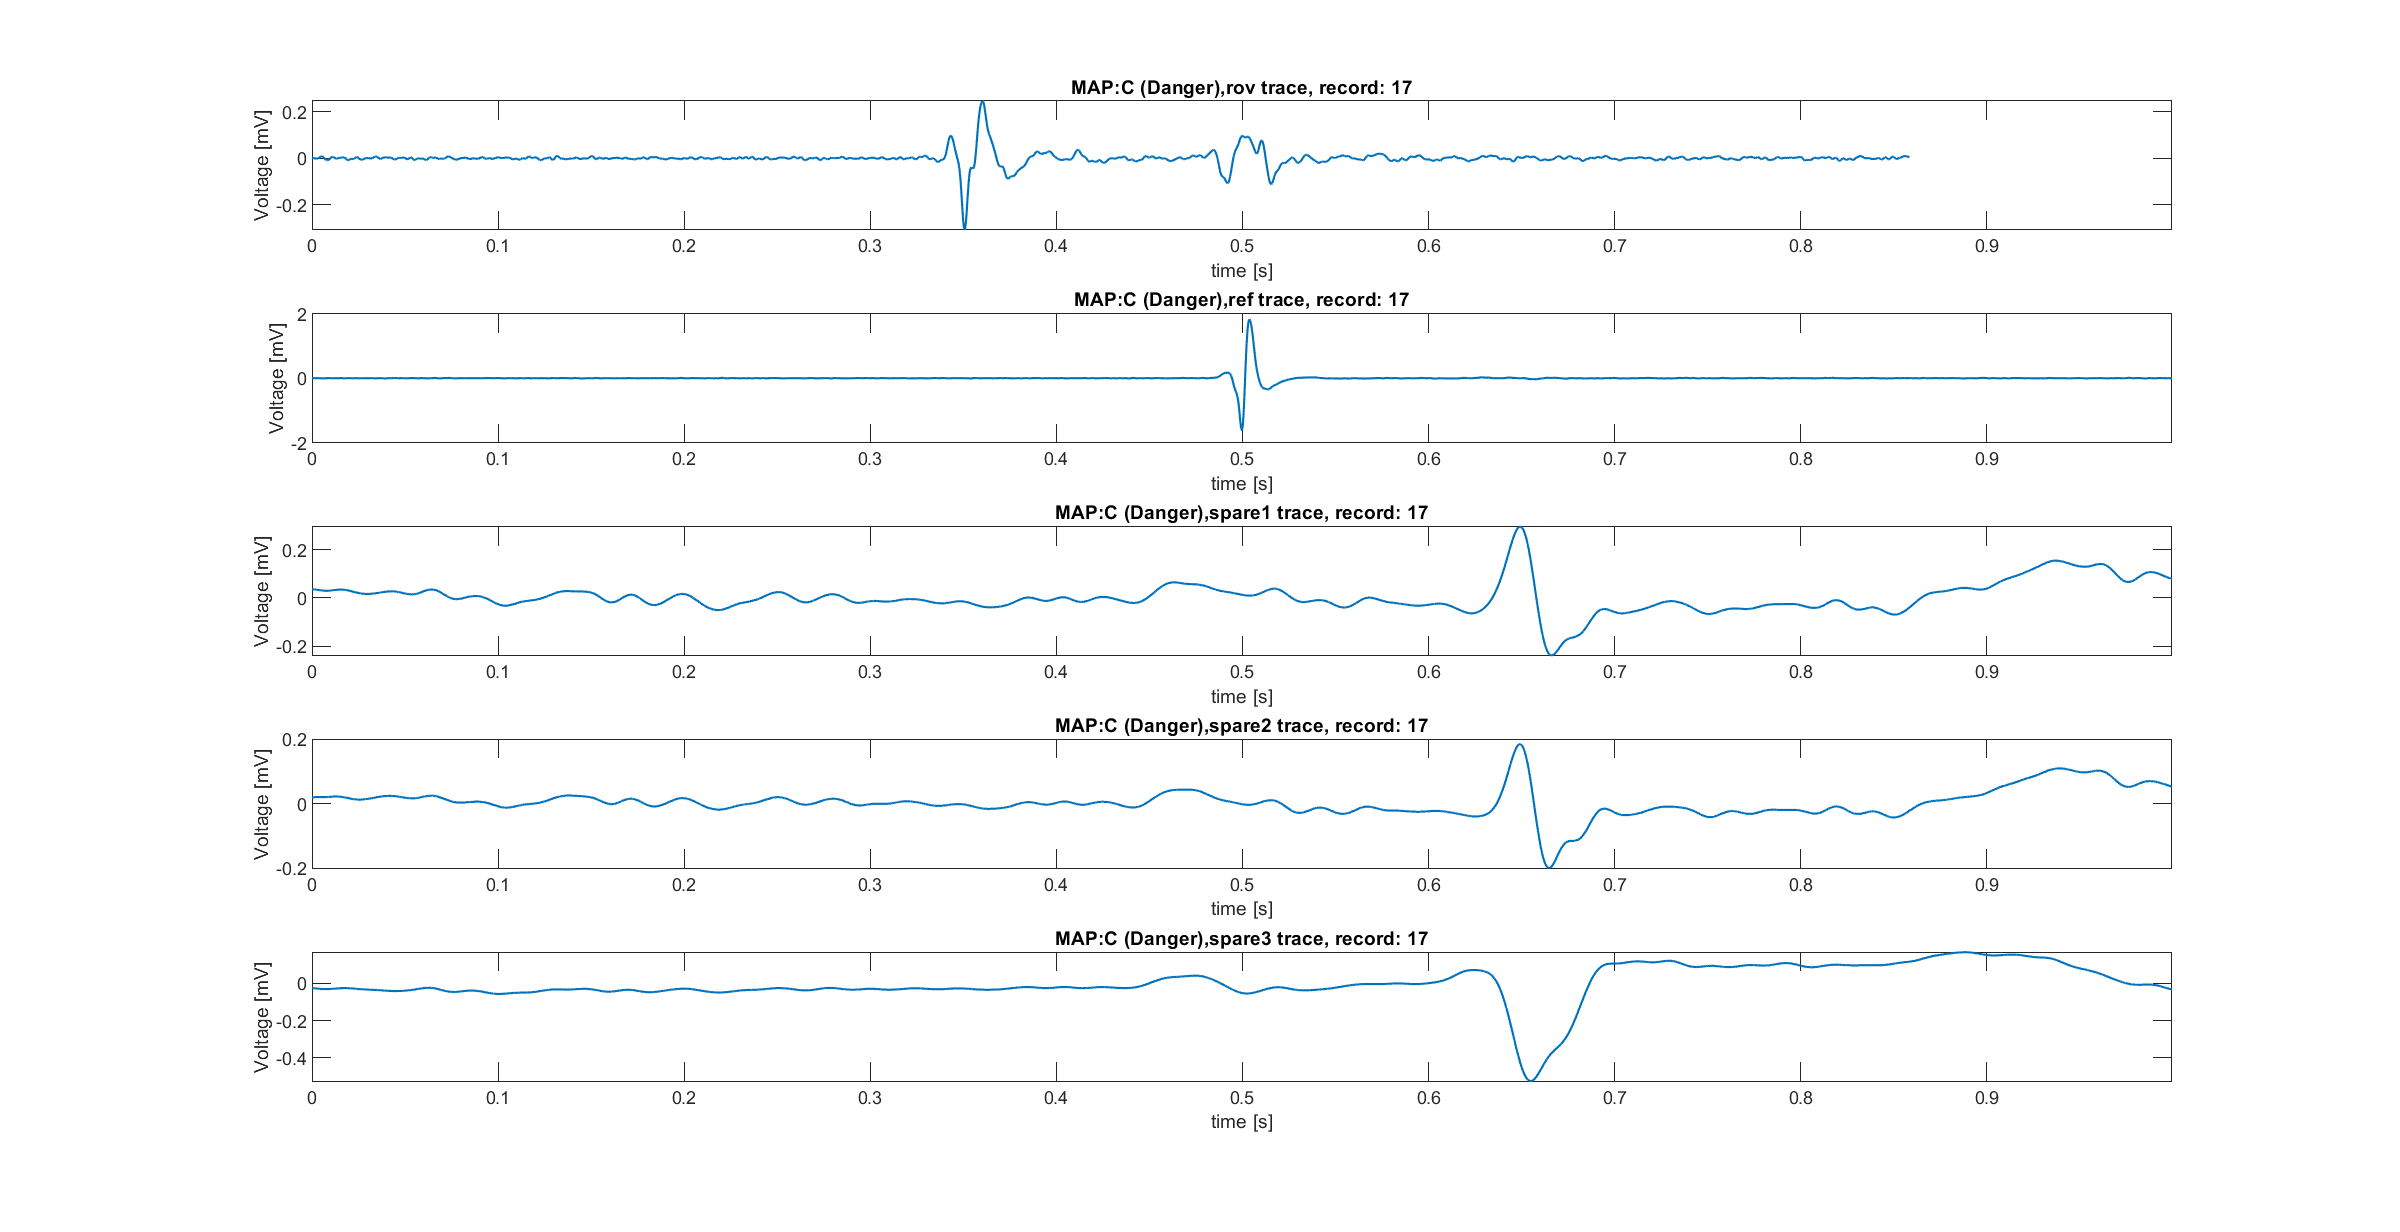 MAP:C (Danger),rov trace, record: 17
Voltage [mV]
0.2
0
-0.2
0 0.1 0.2 0.3 0.4 0.5 0.6 0.7 0.8 0.9
time [s]
MAP:C (Danger),ref trace, record: 17
Voltage [mV]
2
0
-2
0 0.1 0.2 0.3 0.4 0.5 0.6 0.7 0.8 0.9
time [s]
MAP:C (Danger),spare1 trace, record: 17
Voltage [mV]
0.2
0
-0.2
0 0.1 0.2 0.3 0.4 0.5 0.6 0.7 0.8 0.9
time [s]
MAP:C (Danger),spare2 trace, record: 17
Voltage [mV]
0.2
0
-0.2
0 0.1 0.2 0.3 0.4 0.5 0.6 0.7 0.8 0.9
time [s]
MAP:C (Danger),spare3 trace, record: 17
Voltage [mV]
0
-0.2
-0.4
0 0.1 0.2 0.3 0.4 0.5 0.6 0.7 0.8 0.9
time [s]